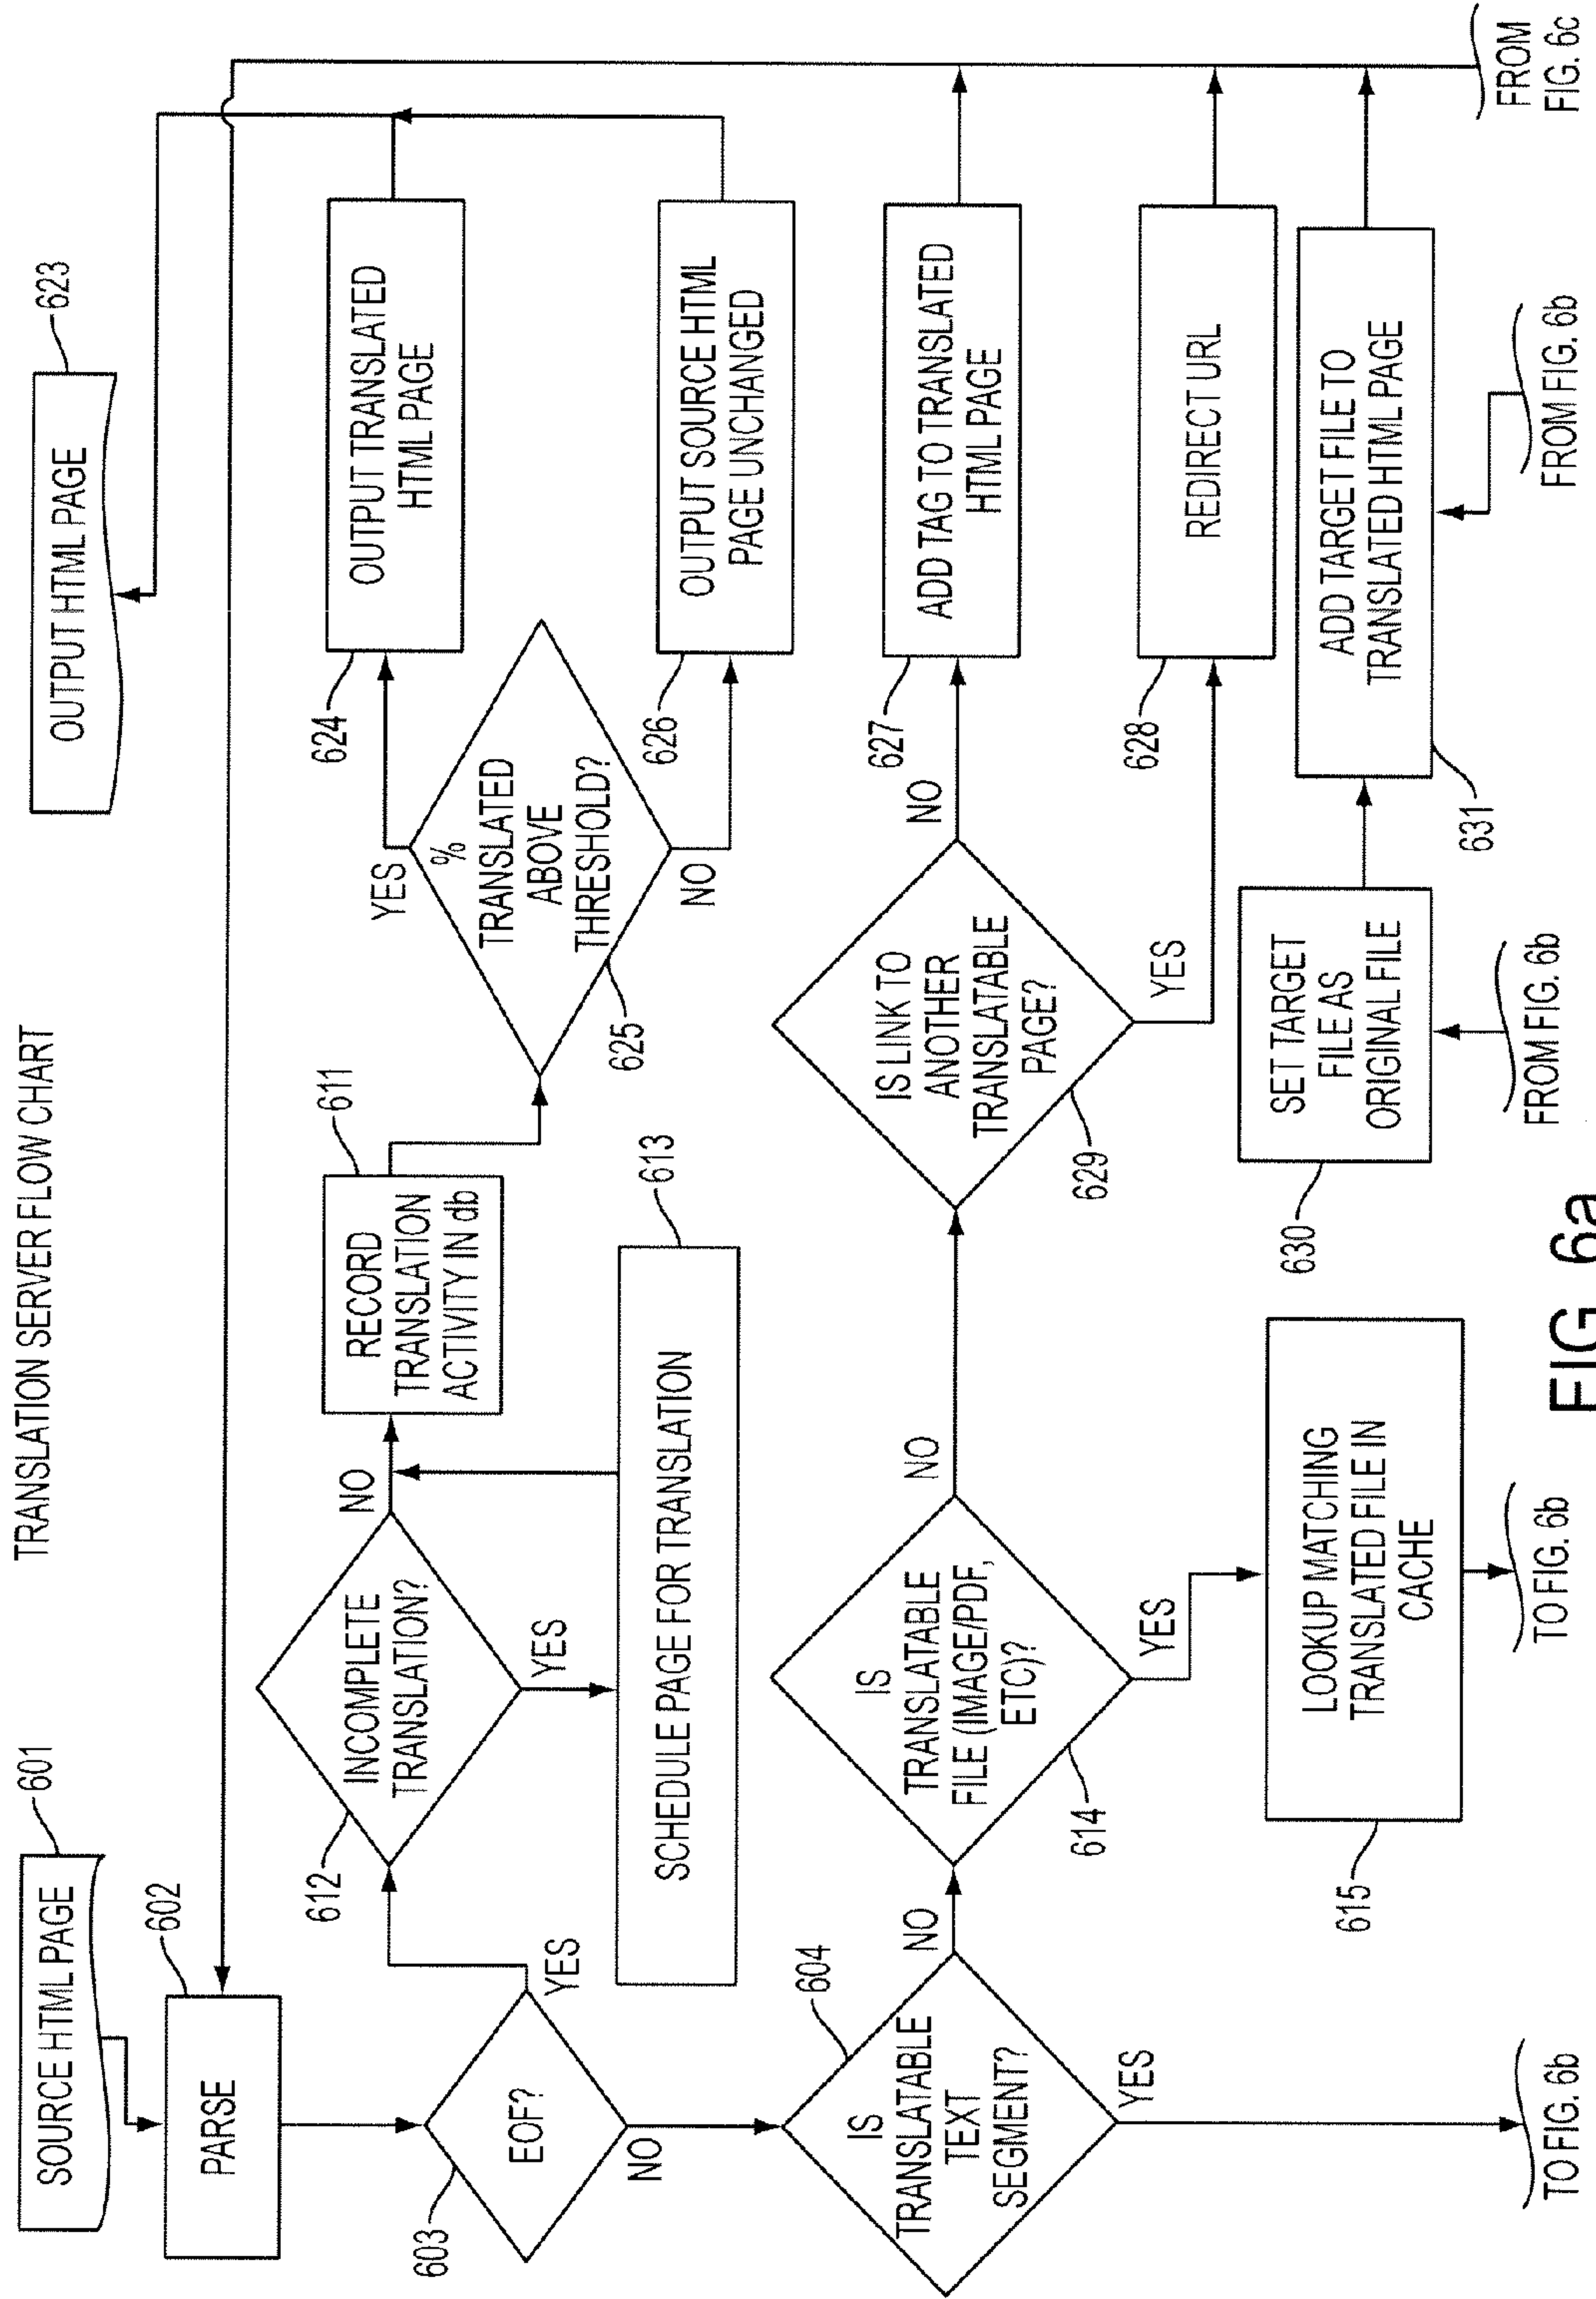 TRANSLATION SERVER FLOW CHART
SOURCE HTML PAGE
601
PARSE
602
EOF?
603
YES
NO
INCOMPLETE
TRANSLATION?
612
NO
YES
RECORD
TRANSLATION
ACTIVITY IN db
611
SCHEDULE PAGE FOR TRANSLATION
613
%
TRANSLATED
ABOVE
THRESHOLD?
625
YES
NO
OUTPUT HTML PAGE
623
OUTPUT TRANSLATED
HTML PAGE
624
OUTPUT SOURCE HTML
PAGE UNCHANGED
626
IS
TRANSLATABLE
TEXT
SEGMENT?
604
NO
YES
TO FIG. 6b
IS
TRANSLATABLE
FILE (IMAGE/PDF,
ETC)?
614
NO
YES
LOOKUP MATCHING
TRANSLATED FILE IN
CACHE
615
TO FIG. 6b
IS LINK TO
ANOTHER
TRANSLATABLE
PAGE?
629
NO
YES
ADD TAG TO TRANSLATED
HTML PAGE
627
REDIRECT URL
628
SET TARGET
FILE AS
ORIGINAL FILE
630
FROM FIG. 6b
ADD TARGET FILE TO
TRANSLATED HTML PAGE
631
FROM FIG. 6b
FROM
FIG. 6c
FIG. 6a